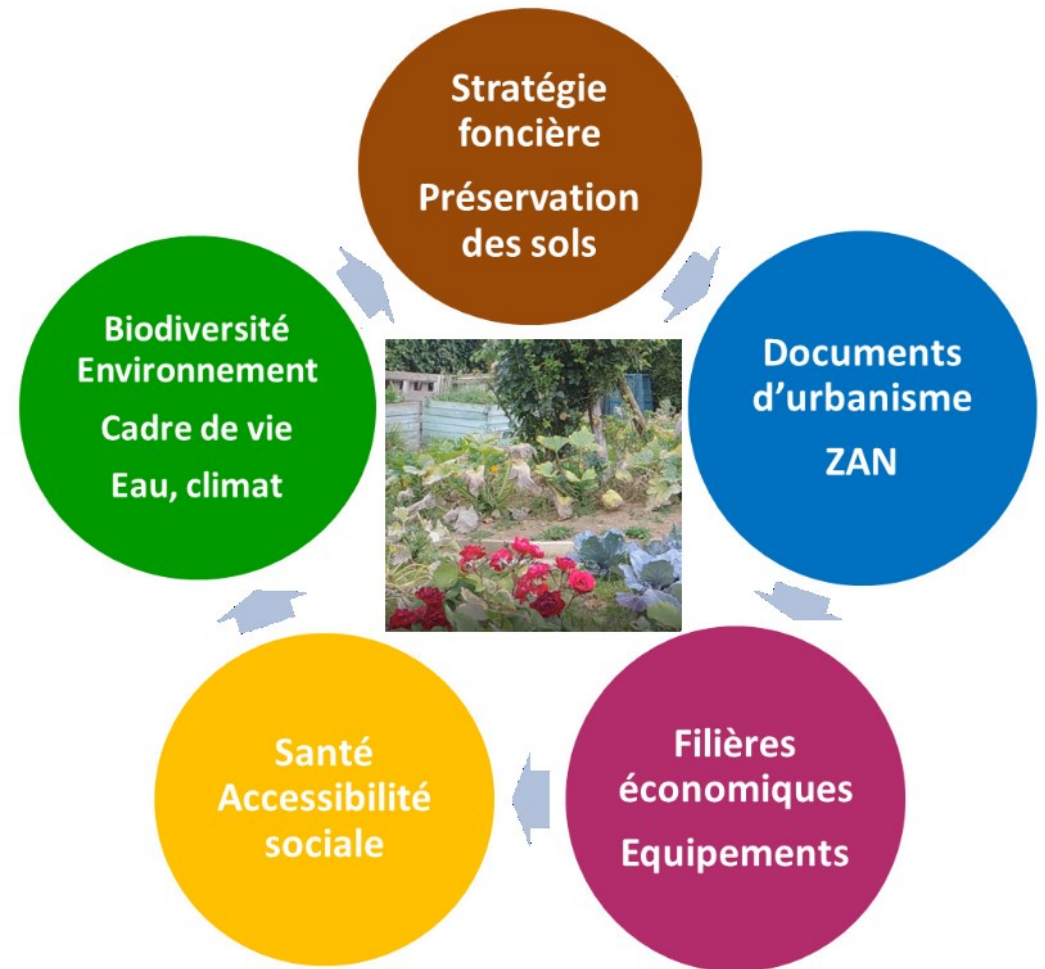 Stratégie
foncière
Préservation
des sols
Documents
d’urbanisme
ZAN
Filières
économiques
Equipements
Santé
Accessibilité
sociale
Biodiversité
Environnement
Cadre de vie
Eau, climat